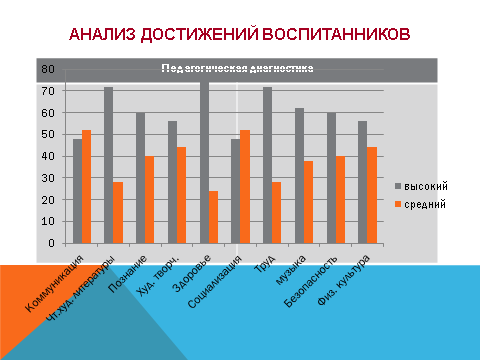 АНАЛИЗ ДОСТИЖЕНИЙ ВОСПИТАННИКОВ
Педагогическая диагностика
80
70
60
50
40
30
20
10
0
высокий
средний
Коммуникация
Чт.худ.литературы
Познание
Худ. творч.
Здоровье
Социализация
Труд
музыка
Безопасность
Физ. культура